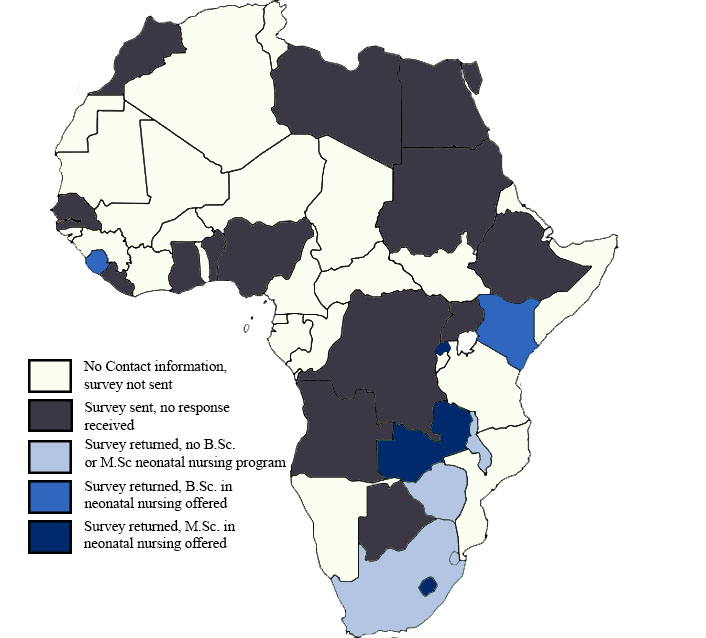 No Contact information,
survey not sent
Survey sent, no response
received
Survey returned, no B.Sc.
or M.Sc neonatal nursing program
Survey returned, B.Sc. in
neonatal nursing offered
Survey returned, M.Sc. in
neonatal nursing offered